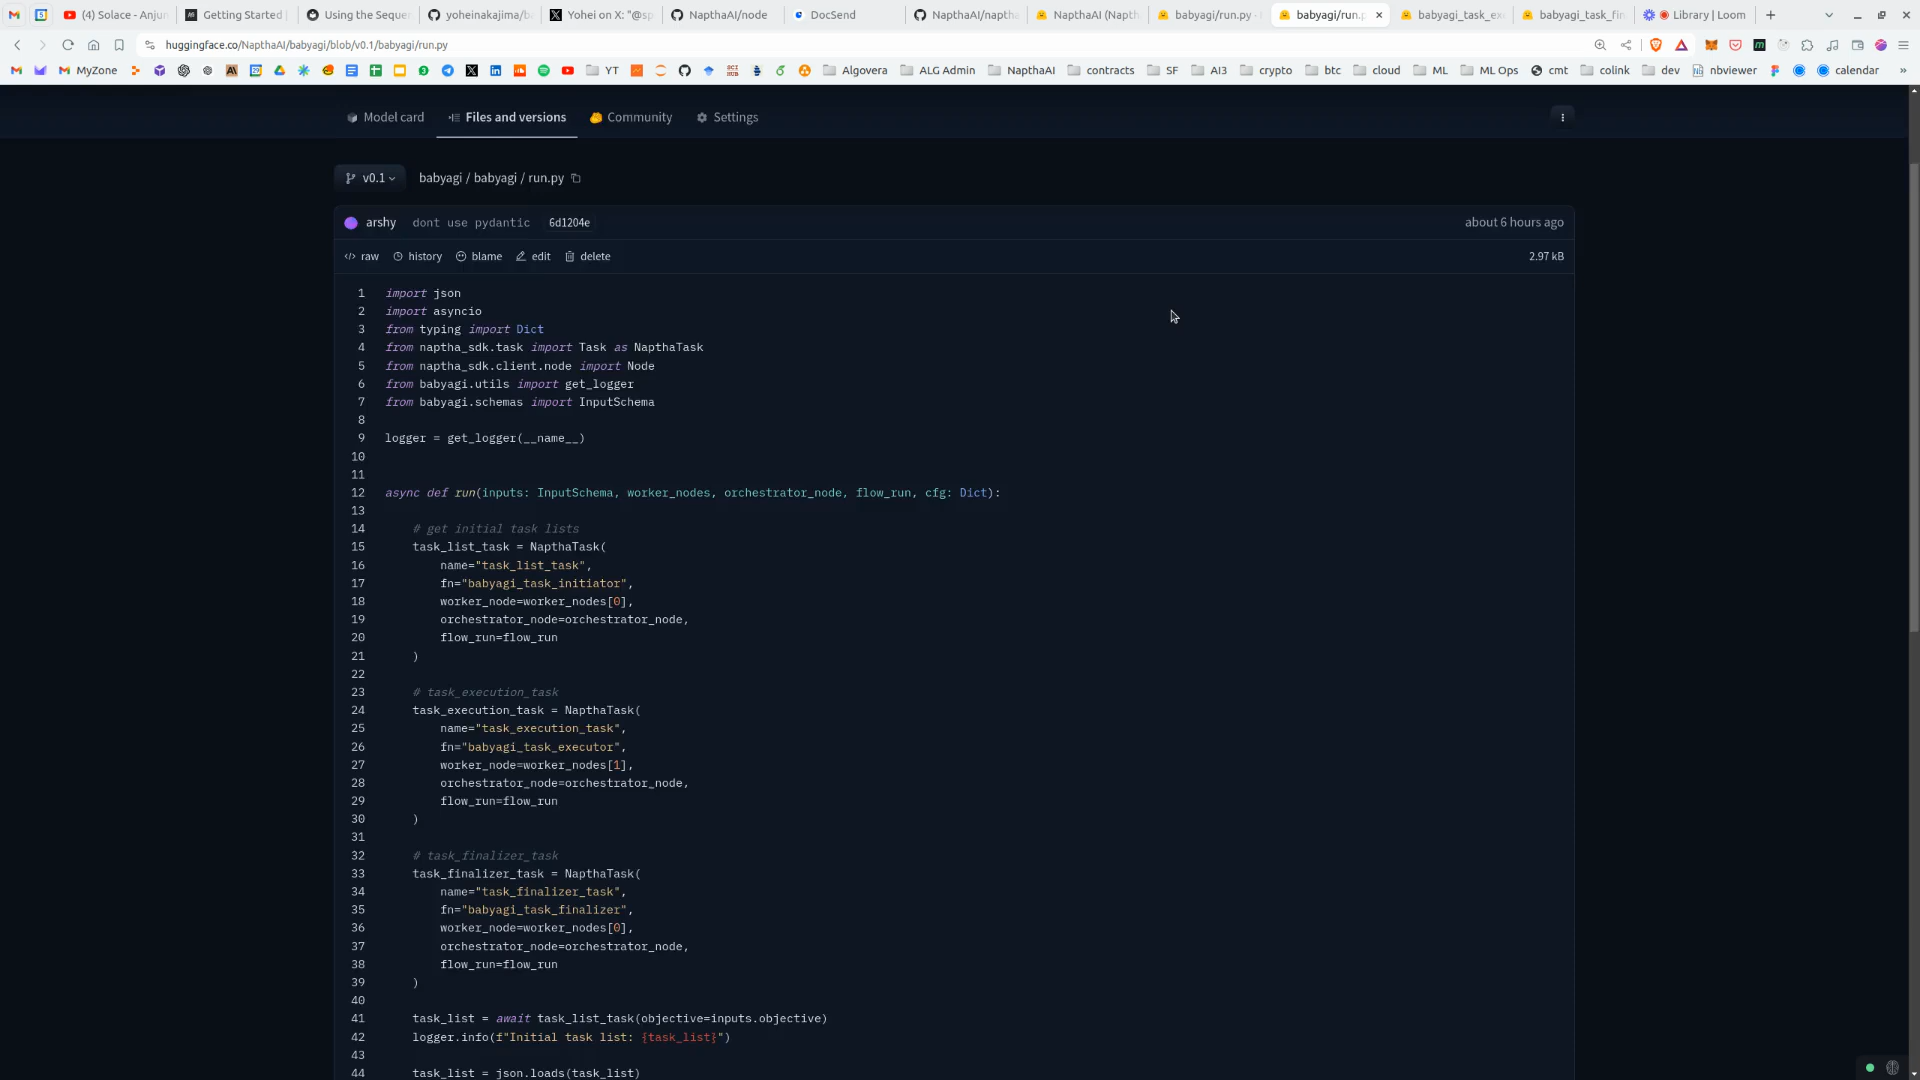 (4) Solace - Anjun
Getting Started
Using the Sequen
yoheinakajima/ba
Yohei on X: "@sp
NapthaAI/node
DocSend
NapthaAI/naptha
NapthaAI (Napth
babyagi/run.py ·
babyagi/run.p
babyagi_task_exe
babyagi_task_fin
Library | Loom
huggingface.co/NapthaAI/babyagi/blob/v0.1/babyagi/run.py
MyZone
YT
Algovera
ALG Admin
NapthaAI
contracts
SF
AI3
crypto
btc
cloud
ML
ML Ops
cmt
colink
dev
nbviewer
calendar
Model card
Files and versions
Community
Settings
v0.1
babyagi / babyagi / run.py
arshy dont use pydantic 6d1204e about 6 hours ago
raw history blame edit delete 2.97 kB
1 import json
2 import asyncio
3 from typing import Dict
4 from naptha_sdk.task import Task as NapthaTask
5 from naptha_sdk.client.node import Node
6 from babyagi.utils import get_logger
7 from babyagi.schemas import InputSchema
8
9 logger = get_logger(__name__)
10
11
12 async def run(inputs: InputSchema, worker_nodes, orchestrator_node, flow_run, cfg: Dict):
13
14 # get initial task lists
15 task_list_task = NapthaTask(
16 name="task_list_task",
17 fn="babyagi_task_initiator",
18 worker_node=worker_nodes[0],
19 orchestrator_node=orchestrator_node,
20 flow_run=flow_run
21 )
22
23 # task_execution_task
24 task_execution_task = NapthaTask(
25 name="task_execution_task",
26 fn="babyagi_task_executor",
27 worker_node=worker_nodes[1],
28 orchestrator_node=orchestrator_node,
29 flow_run=flow_run
30 )
31
32 # task_finalizer_task
33 task_finalizer_task = NapthaTask(
34 name="task_finalizer_task",
35 fn="babyagi_task_finalizer",
36 worker_node=worker_nodes[0],
37 orchestrator_node=orchestrator_node,
38 flow_run=flow_run
39 )
40
41 task_list = await task_list_task(objective=inputs.objective)
42 logger.info(f"Initial task list: {task_list}")
43
44 task_list = json.loads(task_list)